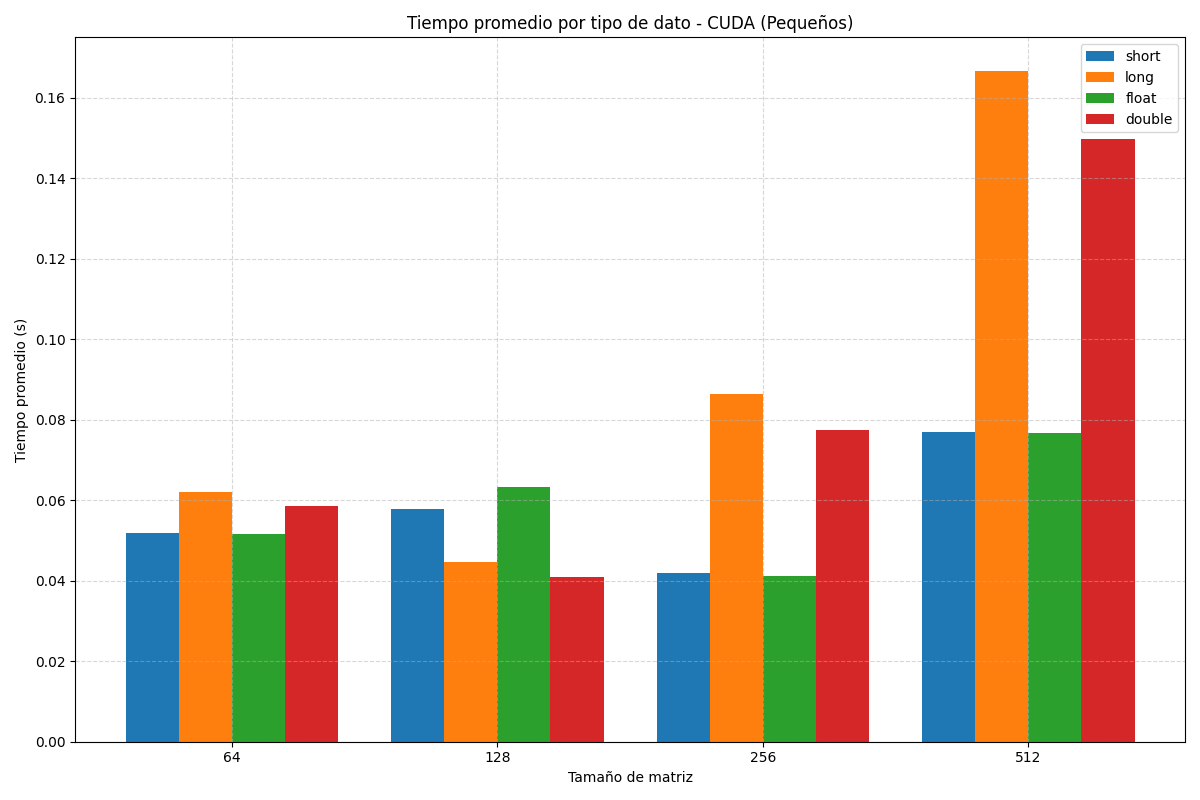 Tiempo promedio por tipo de dato - CUDA (Pequeños)
short
long
float
double
Tiempo promedio (s)
0.16
0.14
0.12
0.10
0.08
0.06
0.04
0.02
0.00
64 128 256 512
Tamaño de matriz